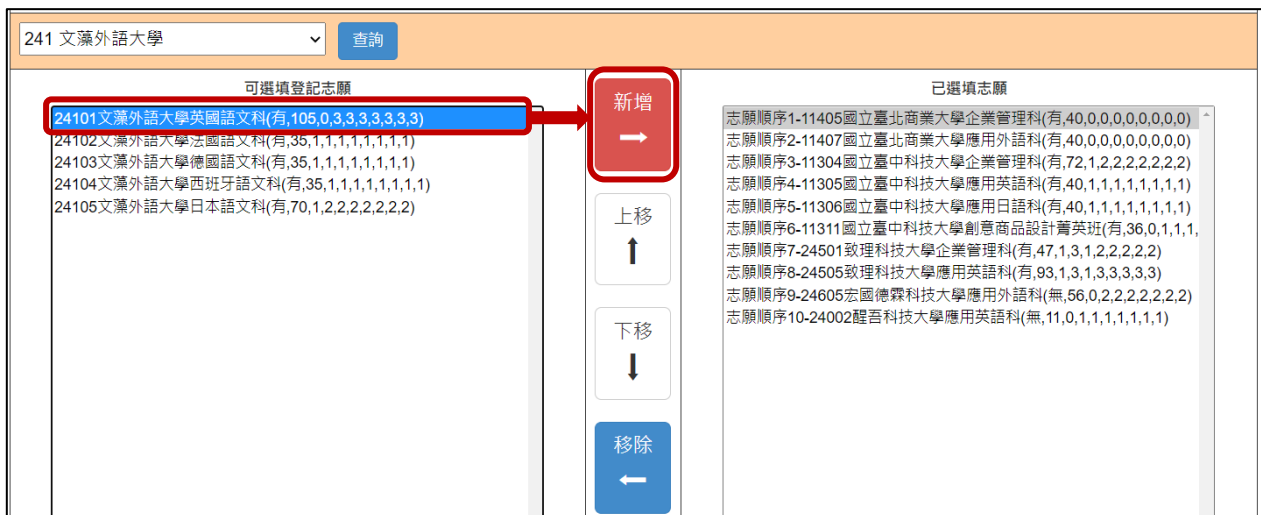 241 文藻外語大學
查詢
可選填登記志願
24101文藻外語大學英國語文科(有,105,0,3,3,3,3,3,3,3)
24102文藻外語大學法國語文科(有,35,1,1,1,1,1,1,1,1)
24103文藻外語大學德國語文科(有,35,1,1,1,1,1,1,1,1)
24104文藻外語大學西班牙語文科(有,35,1,1,1,1,1,1,1,1)
24105文藻外語大學日本語文科(有,70,1,2,2,2,2,2,2,2)
新增
上移
下移
移除
已選填志願
志願順序1-11405國立臺北商業大學企業管理科(有,40,0,0,0,0,0,0,0,0)
志願順序2-11407國立臺北商業大學應用外語科(有,40,0,0,0,0,0,0,0,0)
志願順序3-11304國立臺中科技大學企業管理科(有,72,1,2,2,2,2,2,2,2)
志願順序4-11305國立臺中科技大學應用英語科(有,40,1,1,1,1,1,1,1,1)
志願順序5-11306國立臺中科技大學應用日語科(有,40,1,1,1,1,1,1,1,1)
志願順序6-11311國立臺中科技大學創意商品設計菁英班(有,36,0,1,1,1,
志願順序7-24501致理科技大學企業管理科(有,47,1,3,1,2,2,2,2,2)
志願順序8-24505致理科技大學應用英語科(有,93,1,3,1,3,3,3,3,3)
志願順序9-24605宏國德霖科技大學應用外語科(無,56,0,2,2,2,2,2,2,2)
志願順序10-24002醒吾科技大學應用英語科(無,11,0,1,1,1,1,1,1,1)